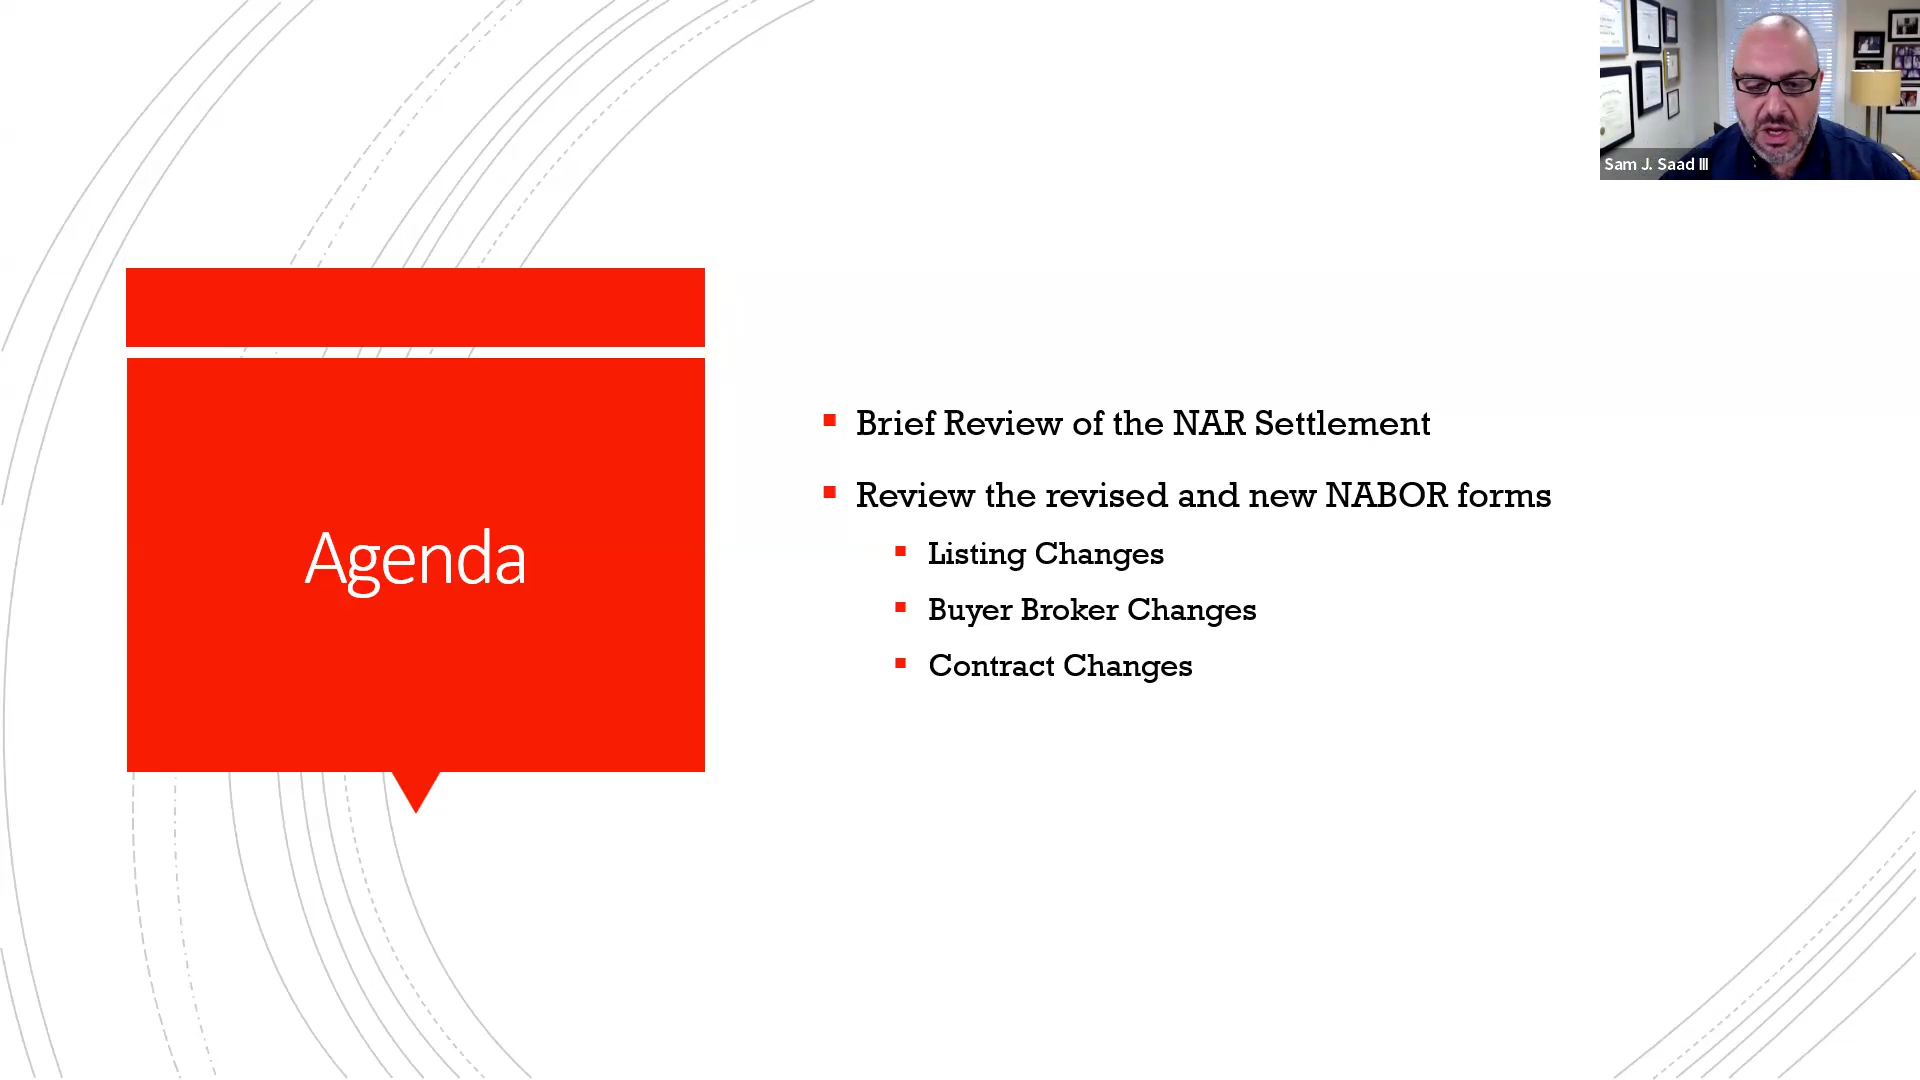 Sam J. Saad III
Agenda
Brief Review of the NAR Settlement
Review the revised and new NABOR forms
Listing Changes
Buyer Broker Changes
Contract Changes